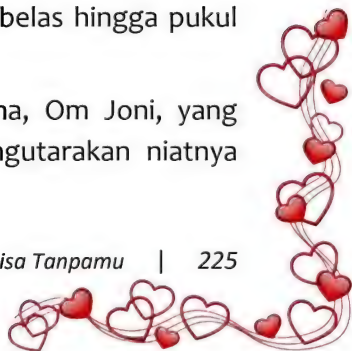 belas hingga pukul
na, Om Joni, yang
ngutarakan niatnya
isa Tanpamu | 225